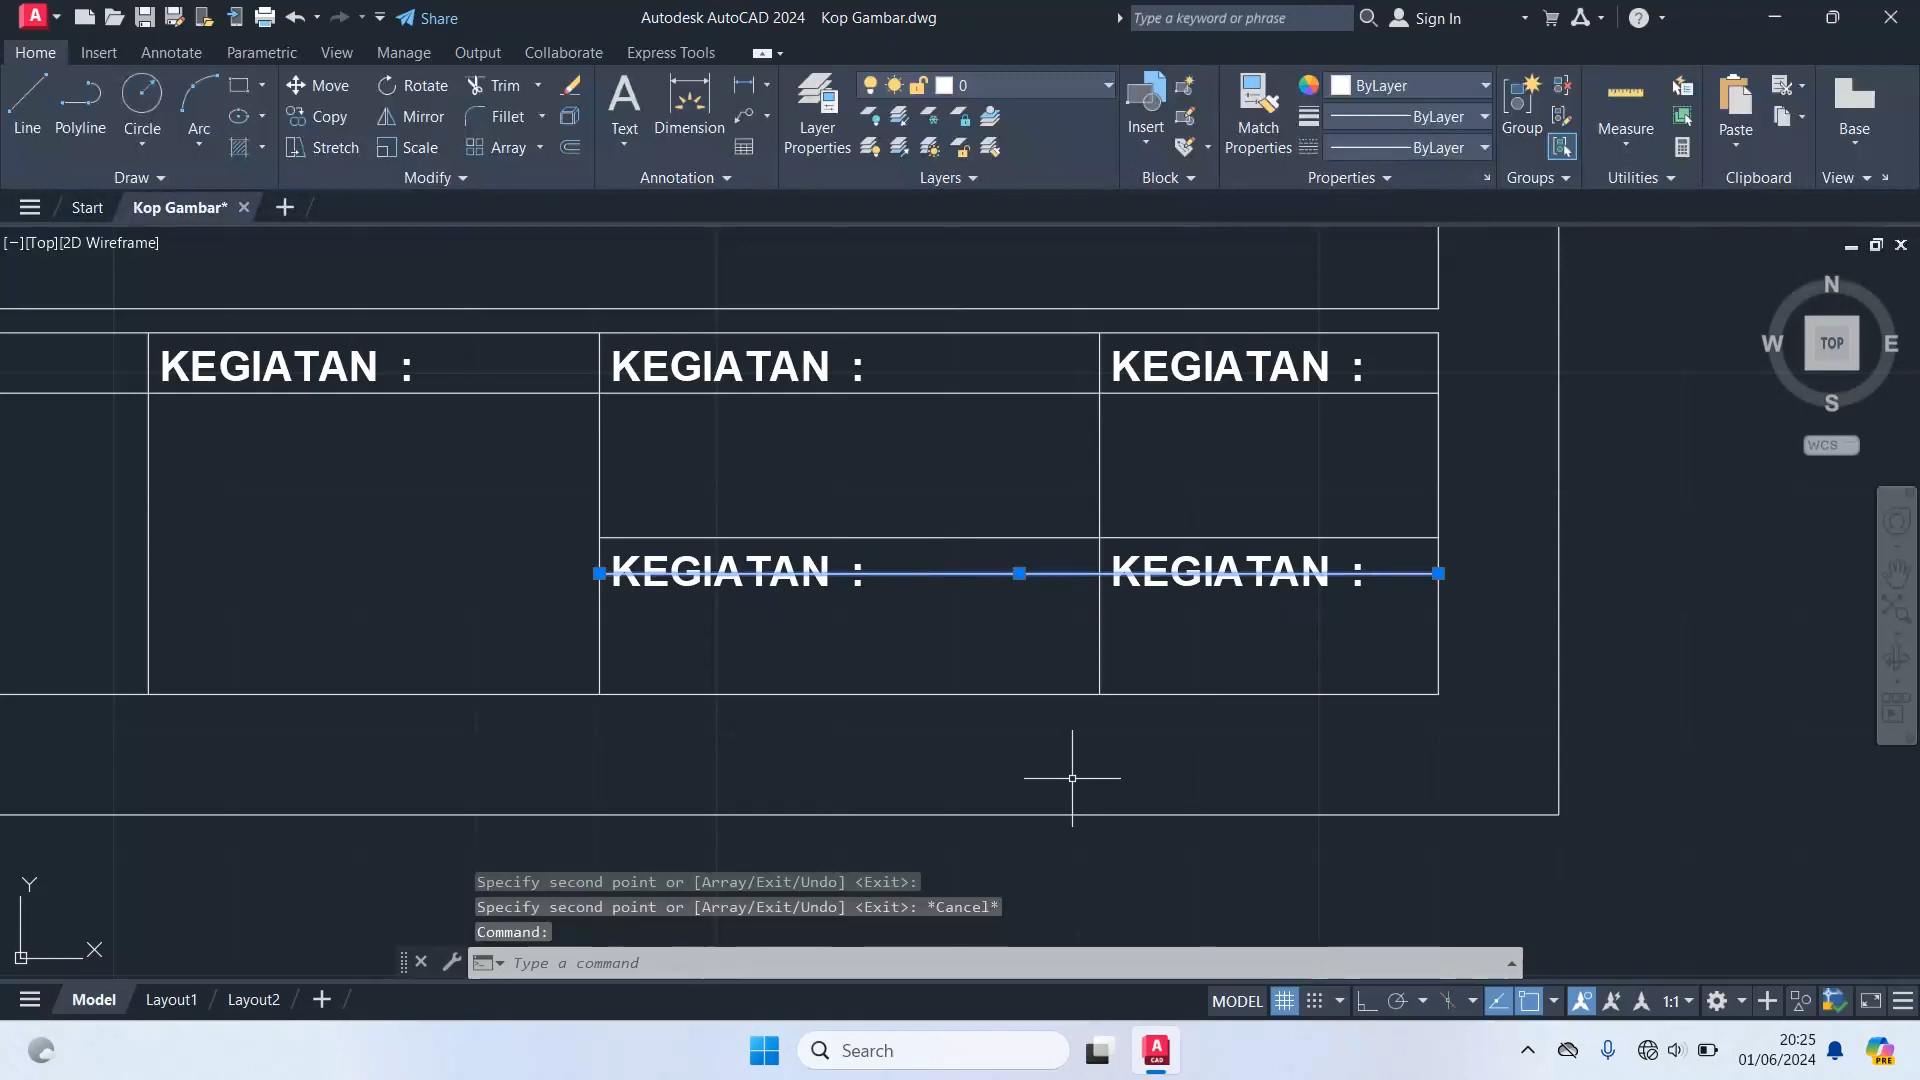 Share
Autodesk AutoCAD 2024 Kop Gambar.dwg
Type a keyword or phrase
Sign In
Home Insert Annotate Parametric View Manage Output Collaborate Express Tools
Line Polyline Circle Arc
Draw
Move Rotate Trim
Copy Mirror Fillet
Stretch Scale Array
Modify
Text Dimension
Annotation
Layer Properties
0
Layers
Insert
Block
Match Properties
ByLayer
ByLayer
ByLayer
Properties
Group
Groups
Measure
Utilities
Paste
Clipboard
Base
View
Start Kop Gambar*
[−][Top][2D Wireframe]
N
W TOP E
S
WCS
KEGIATAN : KEGIATAN : KEGIATAN :
KEGIATAN : KEGIATAN :
Y
X
Specify second point or [Array/Exit/Undo] <Exit>:
Specify second point or [Array/Exit/Undo] <Exit>: *Cancel*
Command:
Type a command
Model Layout1 Layout2
MODEL 1:1
Search
A CAD
20:25
01/06/2024
PRE